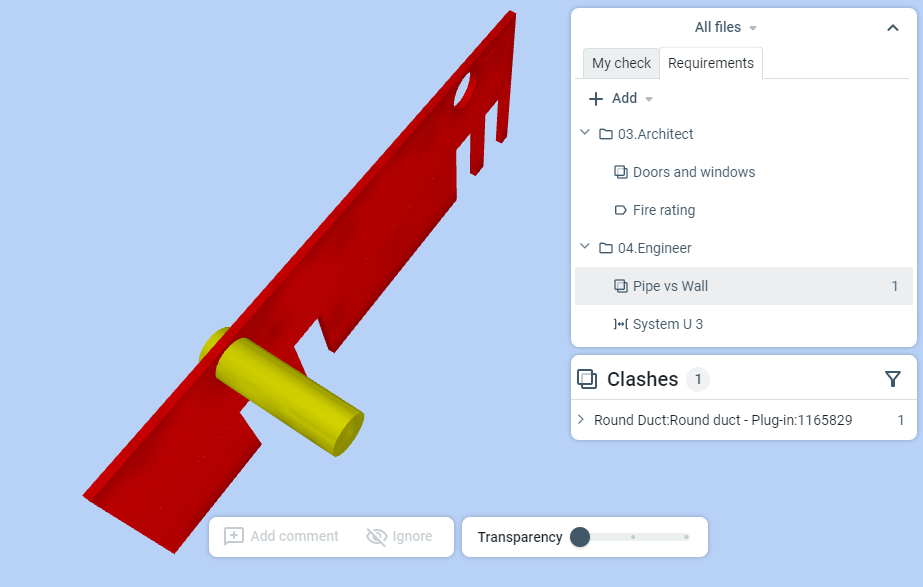 All files
My check
Requirements
Add
03.Architect
Doors and windows
Fire rating
04.Engineer
Pipe vs Wall 1
System U 3
Clashes 1
Round Duct:Round duct - Plug-in:1165829 1
Add comment
Ignore
Transparency